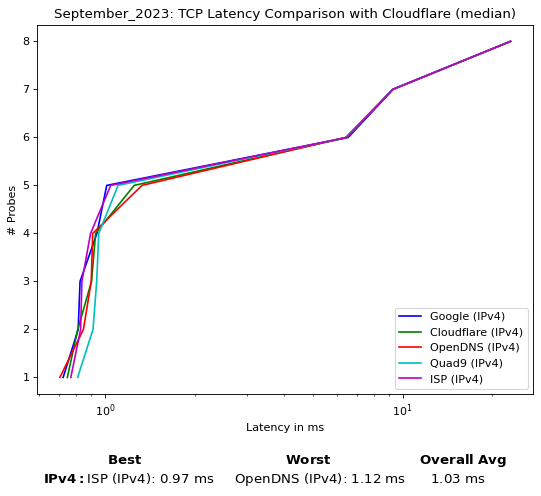 September_2023: TCP Latency Comparison with Cloudflare (median)
8
7
6
5
4
3
2
1
# Probes
Google (IPv4)
Cloudflare (IPv4)
OpenDNS (IPv4)
Quad9 (IPv4)
ISP (IPv4)
10⁰ 10¹
Latency in ms
Best Worst Overall Avg
IPv4: ISP (IPv4): 0.97 ms OpenDNS (IPv4): 1.12 ms 1.03 ms